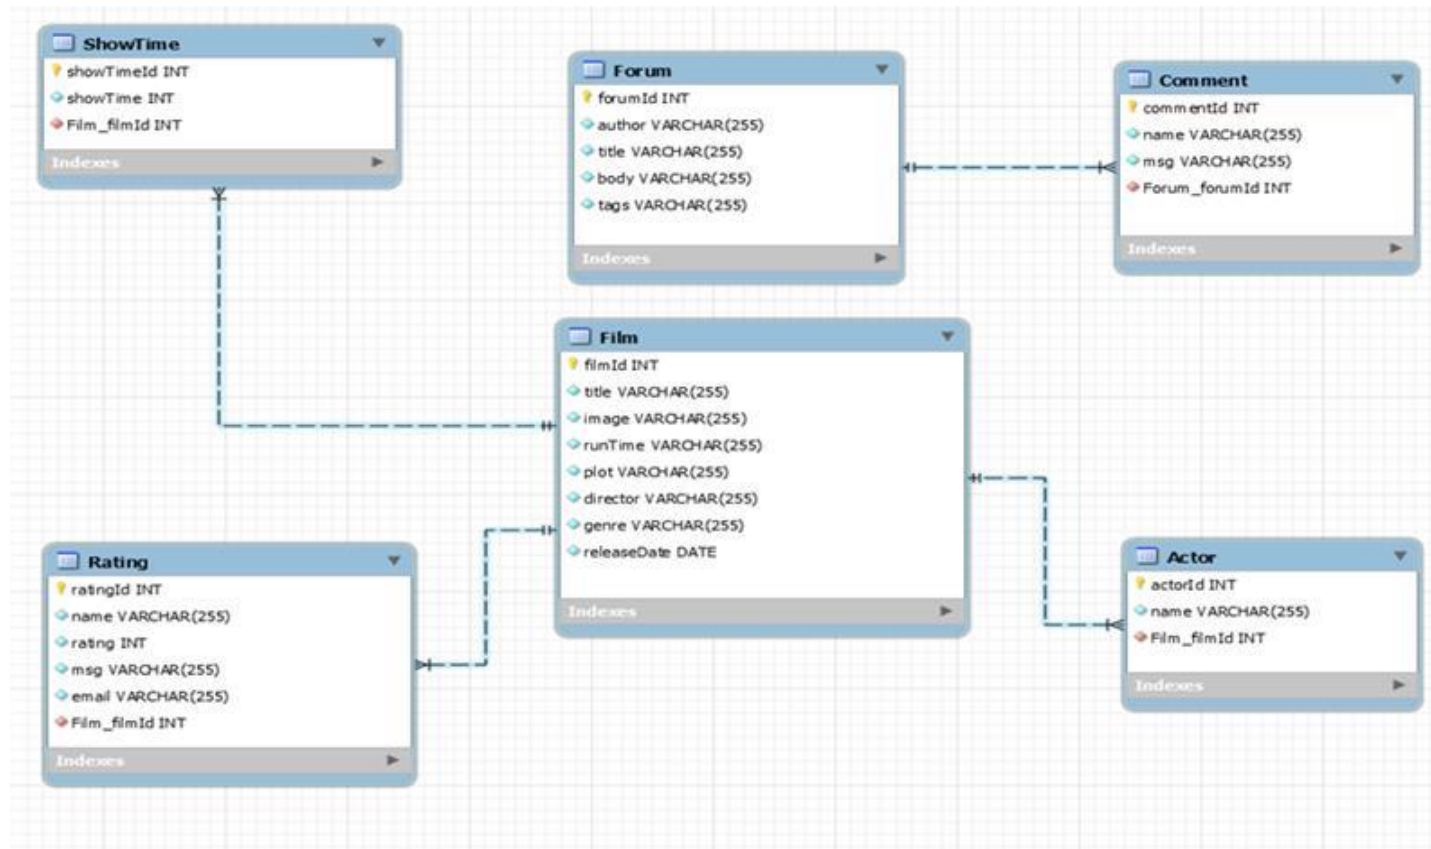 ShowTime
showTimeId INT
showTime INT
Film_filmId INT
Indexes
Forum
forumId INT
author VARCHAR(255)
title VARCHAR(255)
body VARCHAR(255)
tags VARCHAR(255)
Indexes
Comment
commentId INT
name VARCHAR(255)
msg VARCHAR(255)
Forum_forumId INT
Indexes
Film
filmId INT
title VARCHAR(255)
image VARCHAR(255)
runTime VARCHAR(255)
plot VARCHAR(255)
director VARCHAR(255)
genre VARCHAR(255)
releaseDate DATE
Indexes
Rating
ratingId INT
name VARCHAR(255)
rating INT
msg VARCHAR(255)
email VARCHAR(255)
Film_filmId INT
Indexes
Actor
actorId INT
name VARCHAR(255)
Film_filmId INT
Indexes